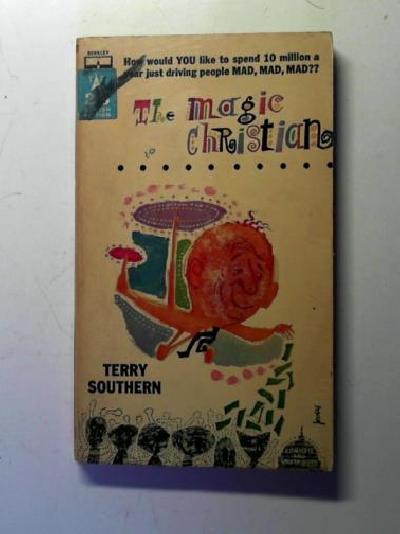 BERKLEY
How would YOU like to spend 10 million a
year just driving people MAD, MAD, MAD??
The magic
Christian
TERRY
SOUTHERN